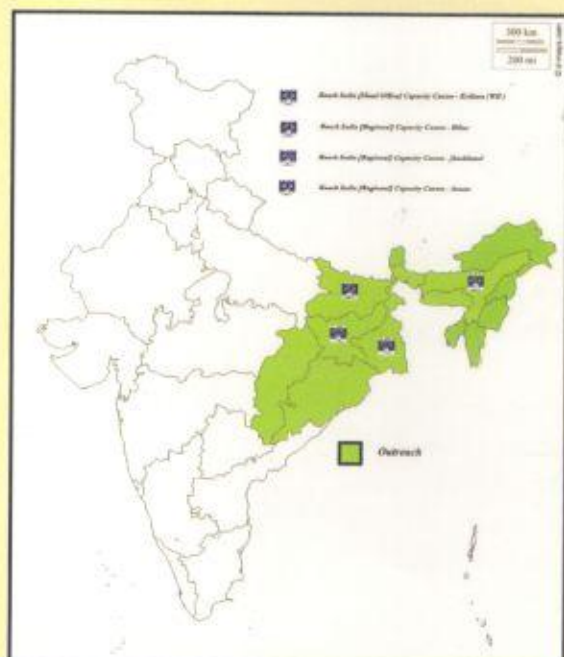 300 km
200 mi
Reach India [Head Office] Capacity Centre - Kolkata (WB)
Reach India [Regional] Capacity Centre - Bihar
Reach India [Regional] Capacity Centre - Jharkhand
Reach India [Regional] Capacity Centre - Assam
Outreach